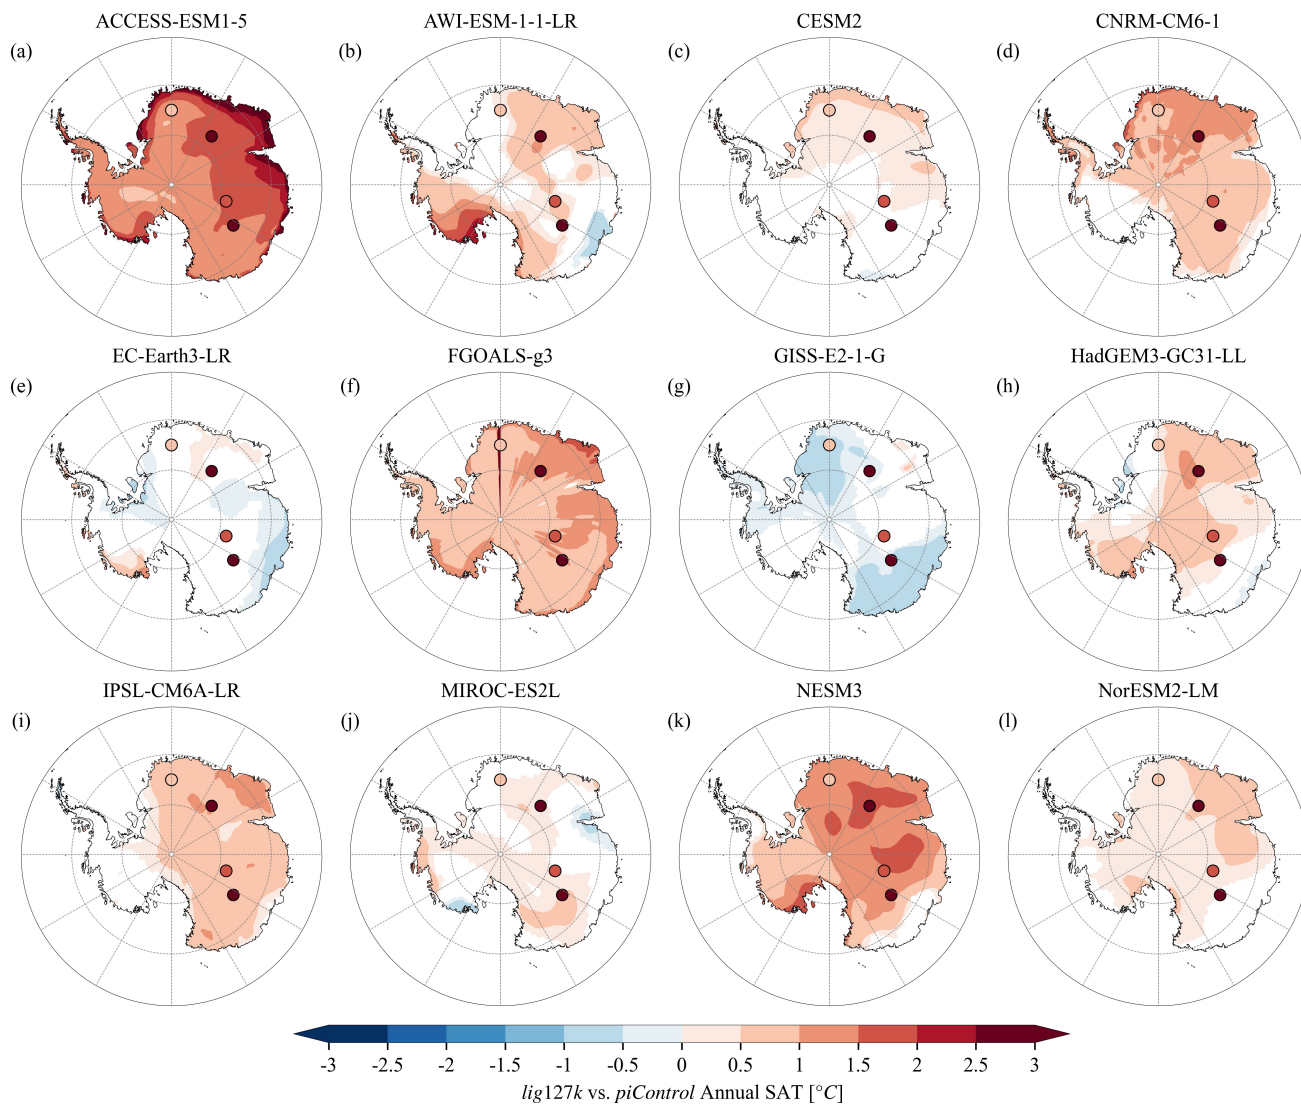 ACCESS-ESM1-5 AWI-ESM-1-1-LR CESM2 CNRM-CM6-1
(a) (b) (c) (d)
EC-Earth3-LR FGOALS-g3 GISS-E2-1-G HadGEM3-GC31-LL
(e) (f) (g) (h)
IPSL-CM6A-LR MIROC-ES2L NESM3 NorESM2-LM
(i) (j) (k) (l)
-3 -2.5 -2 -1.5 -1 -0.5 0 0.5 1 1.5 2 2.5 3
lig127k vs. piControl Annual SAT [°C]